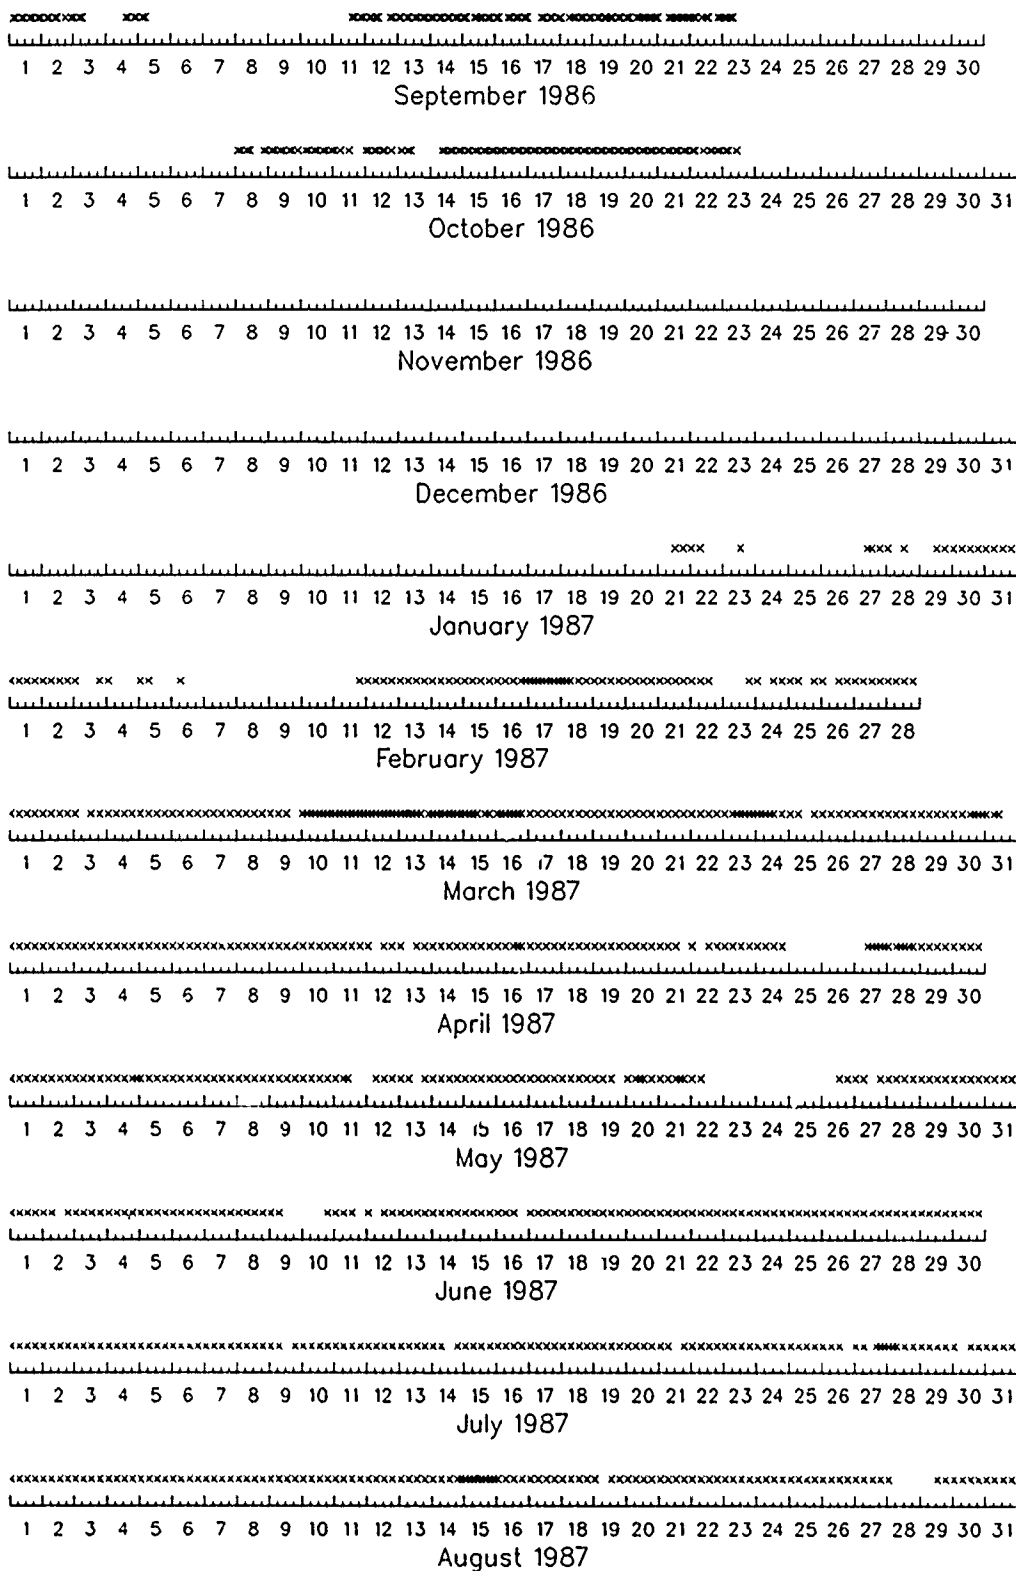 1 2 3 4 5 6 7 8 9 10 11 12 13 14 15 16 17 18 19 20 21 22 23 24 25 26 27 28 29 30
September 1986
1 2 3 4 5 6 7 8 9 10 11 12 13 14 15 16 17 18 19 20 21 22 23 24 25 26 27 28 29 30 31
October 1986
1 2 3 4 5 6 7 8 9 10 11 12 13 14 15 16 17 18 19 20 21 22 23 24 25 26 27 28 29 30
November 1986
1 2 3 4 5 6 7 8 9 10 11 12 13 14 15 16 17 18 19 20 21 22 23 24 25 26 27 28 29 30 31
December 1986
1 2 3 4 5 6 7 8 9 10 11 12 13 14 15 16 17 18 19 20 21 22 23 24 25 26 27 28 29 30 31
January 1987
1 2 3 4 5 6 7 8 9 10 11 12 13 14 15 16 17 18 19 20 21 22 23 24 25 26 27 28
February 1987
1 2 3 4 5 6 7 8 9 10 11 12 13 14 15 16 17 18 19 20 21 22 23 24 25 26 27 28 29 30 31
March 1987
1 2 3 4 5 6 7 8 9 10 11 12 13 14 15 16 17 18 19 20 21 22 23 24 25 26 27 28 29 30
April 1987
1 2 3 4 5 6 7 8 9 10 11 12 13 14 15 16 17 18 19 20 21 22 23 24 25 26 27 28 29 30 31
May 1987
1 2 3 4 5 6 7 8 9 10 11 12 13 14 15 16 17 18 19 20 21 22 23 24 25 26 27 28 29 30
June 1987
1 2 3 4 5 6 7 8 9 10 11 12 13 14 15 16 17 18 19 20 21 22 23 24 25 26 27 28 29 30 31
July 1987
1 2 3 4 5 6 7 8 9 10 11 12 13 14 15 16 17 18 19 20 21 22 23 24 25 26 27 28 29 30 31
August 1987